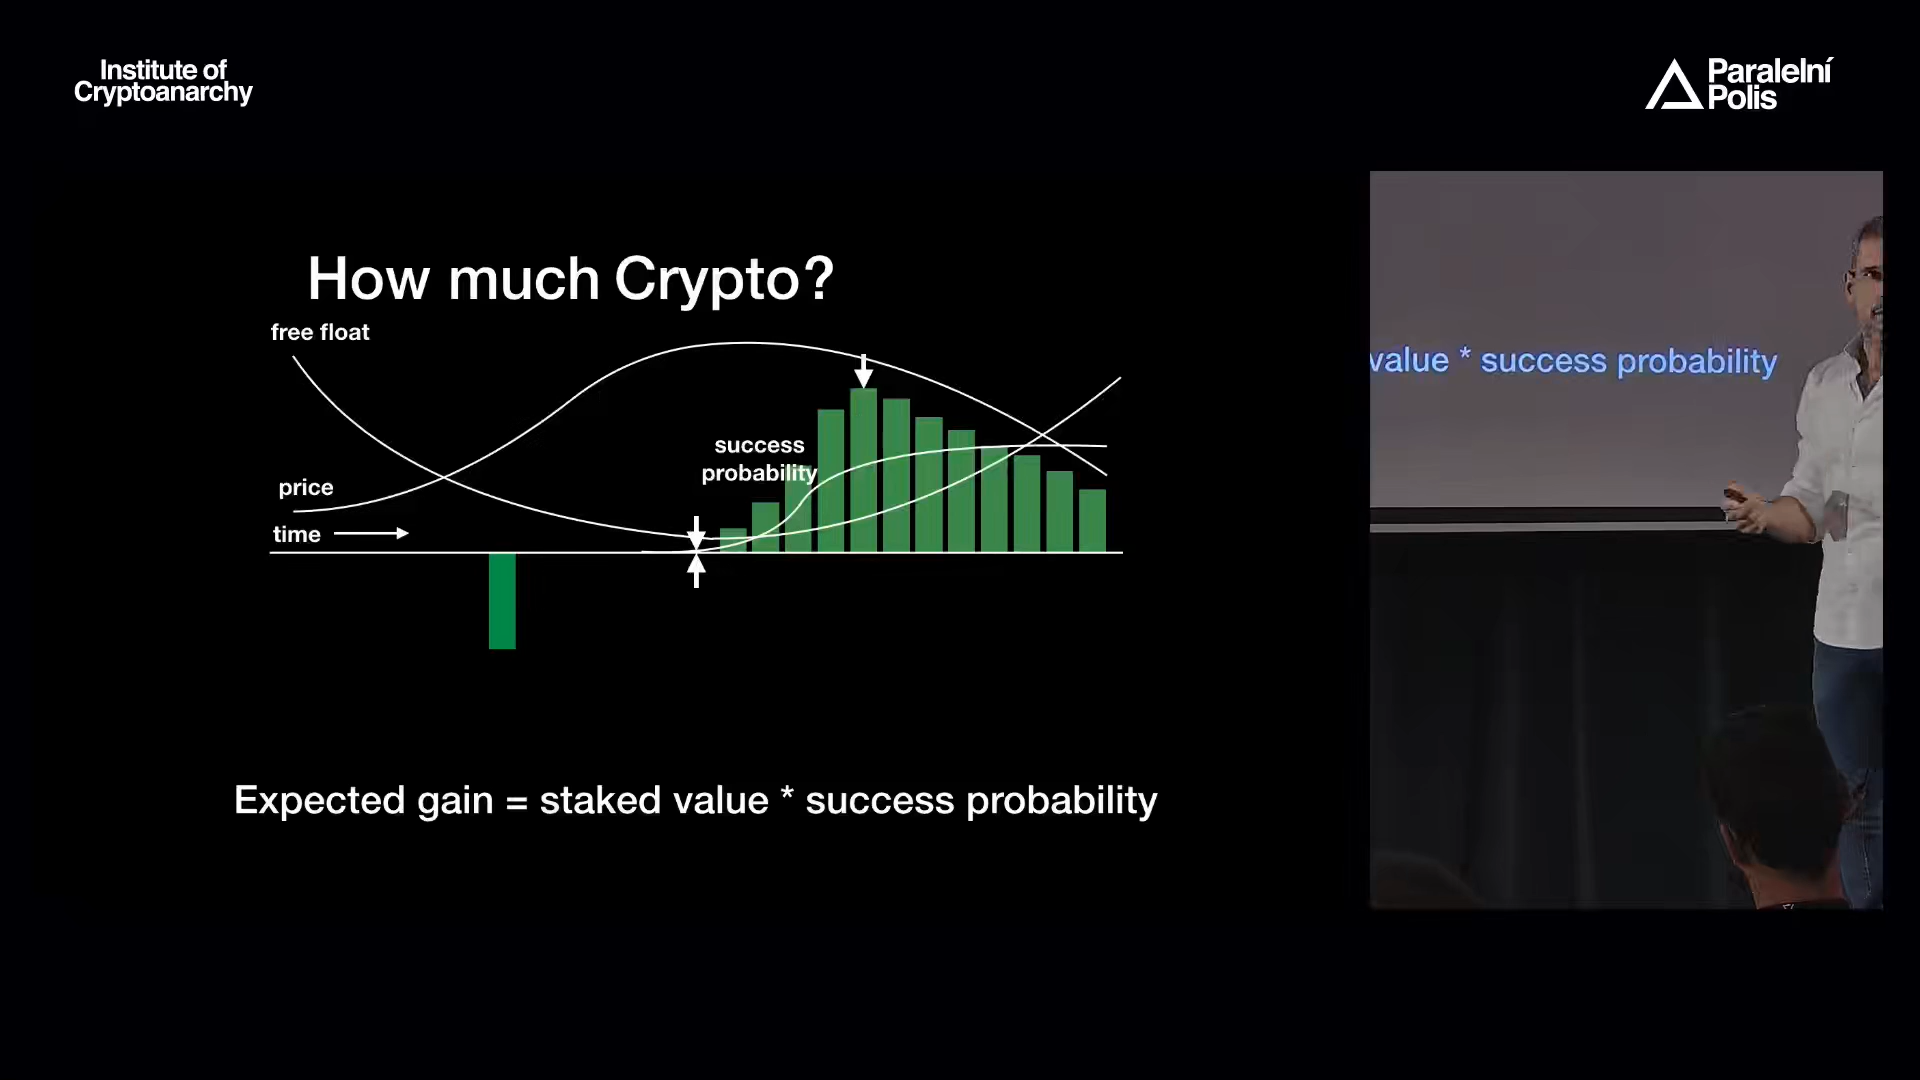 Institute of
Cryptoanarchy
Paralelní
Polis
How much Crypto?
free float
success
probability
price
time
value * success probability
Expected gain = staked value * success probability